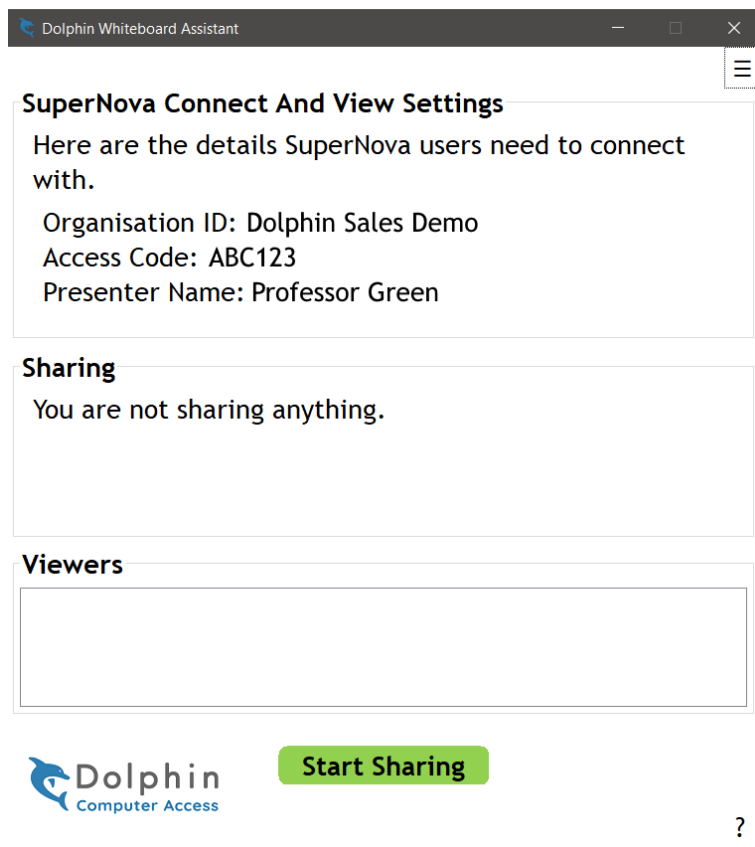 Dolphin Whiteboard Assistant
SuperNova Connect And View Settings
Here are the details SuperNova users need to connect
with.
Organisation ID: Dolphin Sales Demo
Access Code: ABC123
Presenter Name: Professor Green
Sharing
You are not sharing anything.
Viewers
Start Sharing
Dolphin
Computer Access
?